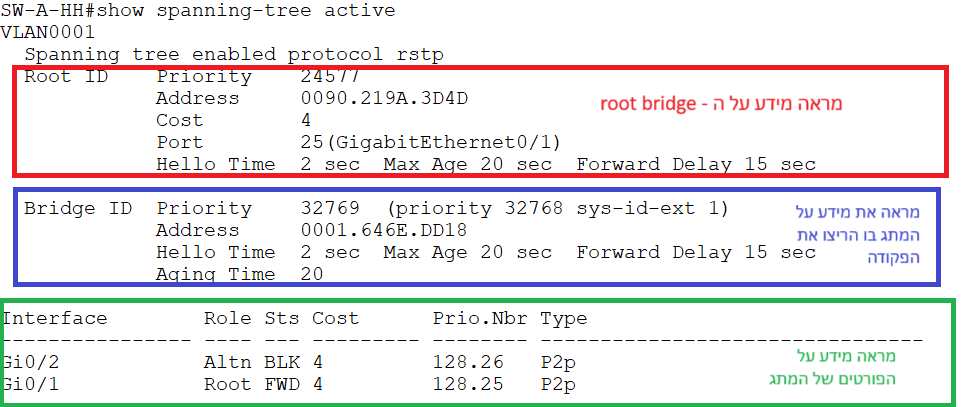 SW-A-HH#show spanning-tree active
VLAN0001
  Spanning tree enabled protocol rstp
  Root ID    Priority    24577
             Address     0090.219A.3D4D
             Cost        4
             Port        25(GigabitEthernet0/1)
             Hello Time  2 sec  Max Age 20 sec  Forward Delay 15 sec
מראה מידע על ה - root bridge
  Bridge ID  Priority    32769  (priority 32768 sys-id-ext 1)
             Address     0001.646E.DD18
             Hello Time  2 sec  Max Age 20 sec  Forward Delay 15 sec
             Aging Time  20
מראה את מידע על
המתג בו הריצו את
הפקודה
Interface        Role Sts Cost      Prio.Nbr Type
---------------- ---- --- --------- -------- --------------------------------
Gi0/2            Altn BLK 4         128.26   P2p
Gi0/1            Root FWD 4         128.25   P2p
מראה מידע על
הפורטים של המתג